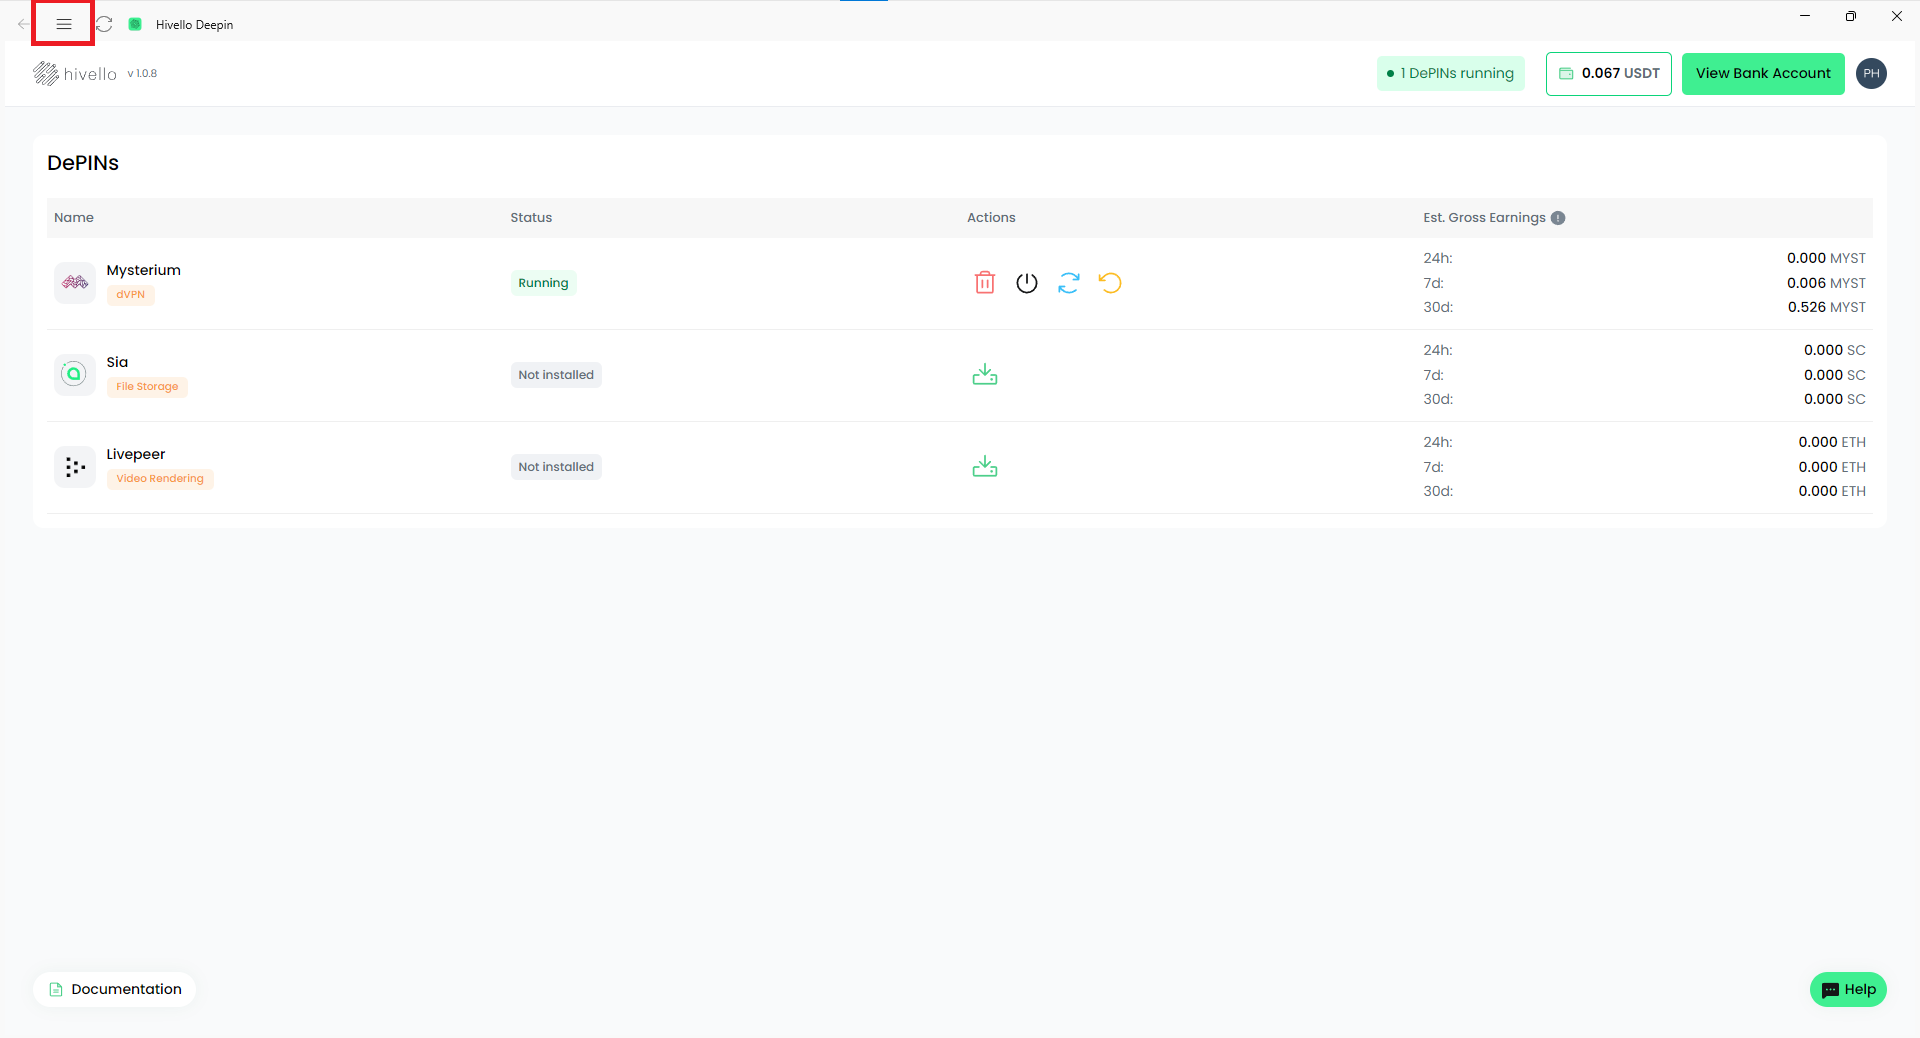 Hivello Deepin
hivello v 1.0.8
1 DePINs running
0.067 USDT
View Bank Account
PH
DePINs
Name Status Actions Est. Gross Earnings
Mysterium
dVPN
Running
24h: 0.000 MYST
7d: 0.006 MYST
30d: 0.526 MYST
Sia
File Storage
Not installed
24h: 0.000 SC
7d: 0.000 SC
30d: 0.000 SC
Livepeer
Video Rendering
Not installed
24h: 0.000 ETH
7d: 0.000 ETH
30d: 0.000 ETH
Documentation
Help